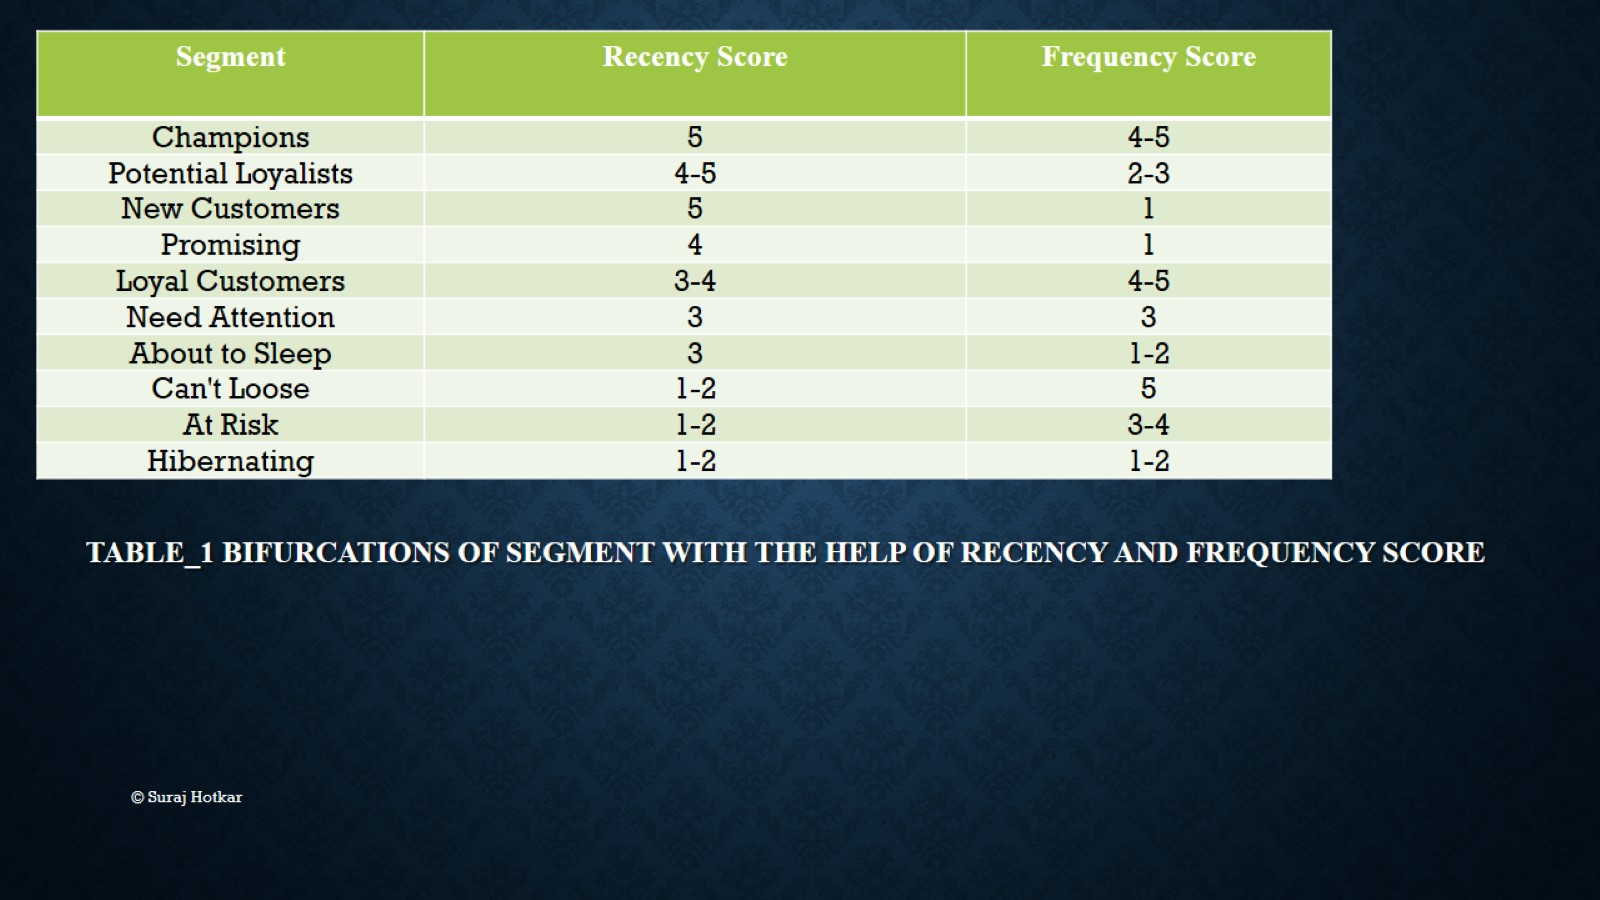 Segment Recency Score Frequency Score
Champions 5 4-5
Potential Loyalists 4-5 2-3
New Customers 5 1
Promising 4 1
Loyal Customers 3-4 4-5
Need Attention 3 3
About to Sleep 3 1-2
Can't Loose 1-2 5
At Risk 1-2 3-4
Hibernating 1-2 1-2
TABLE_1 BIFURCATIONS OF SEGMENT WITH THE HELP OF RECENCY AND FREQUENCY SCORE
© Suraj Hotkar